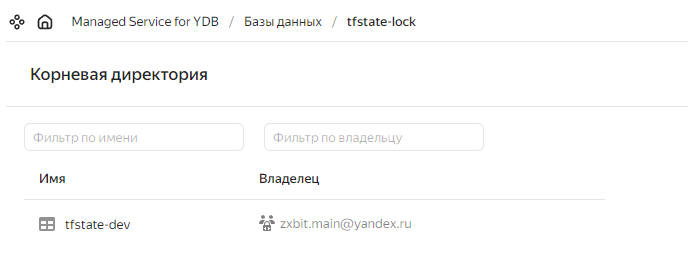 Managed Service for YDB / Базы данных / tfstate-lock
Корневая директория
Фильтр по имени Фильтр по владельцу
Имя Владелец
tfstate-dev zxbit.main@yandex.ru